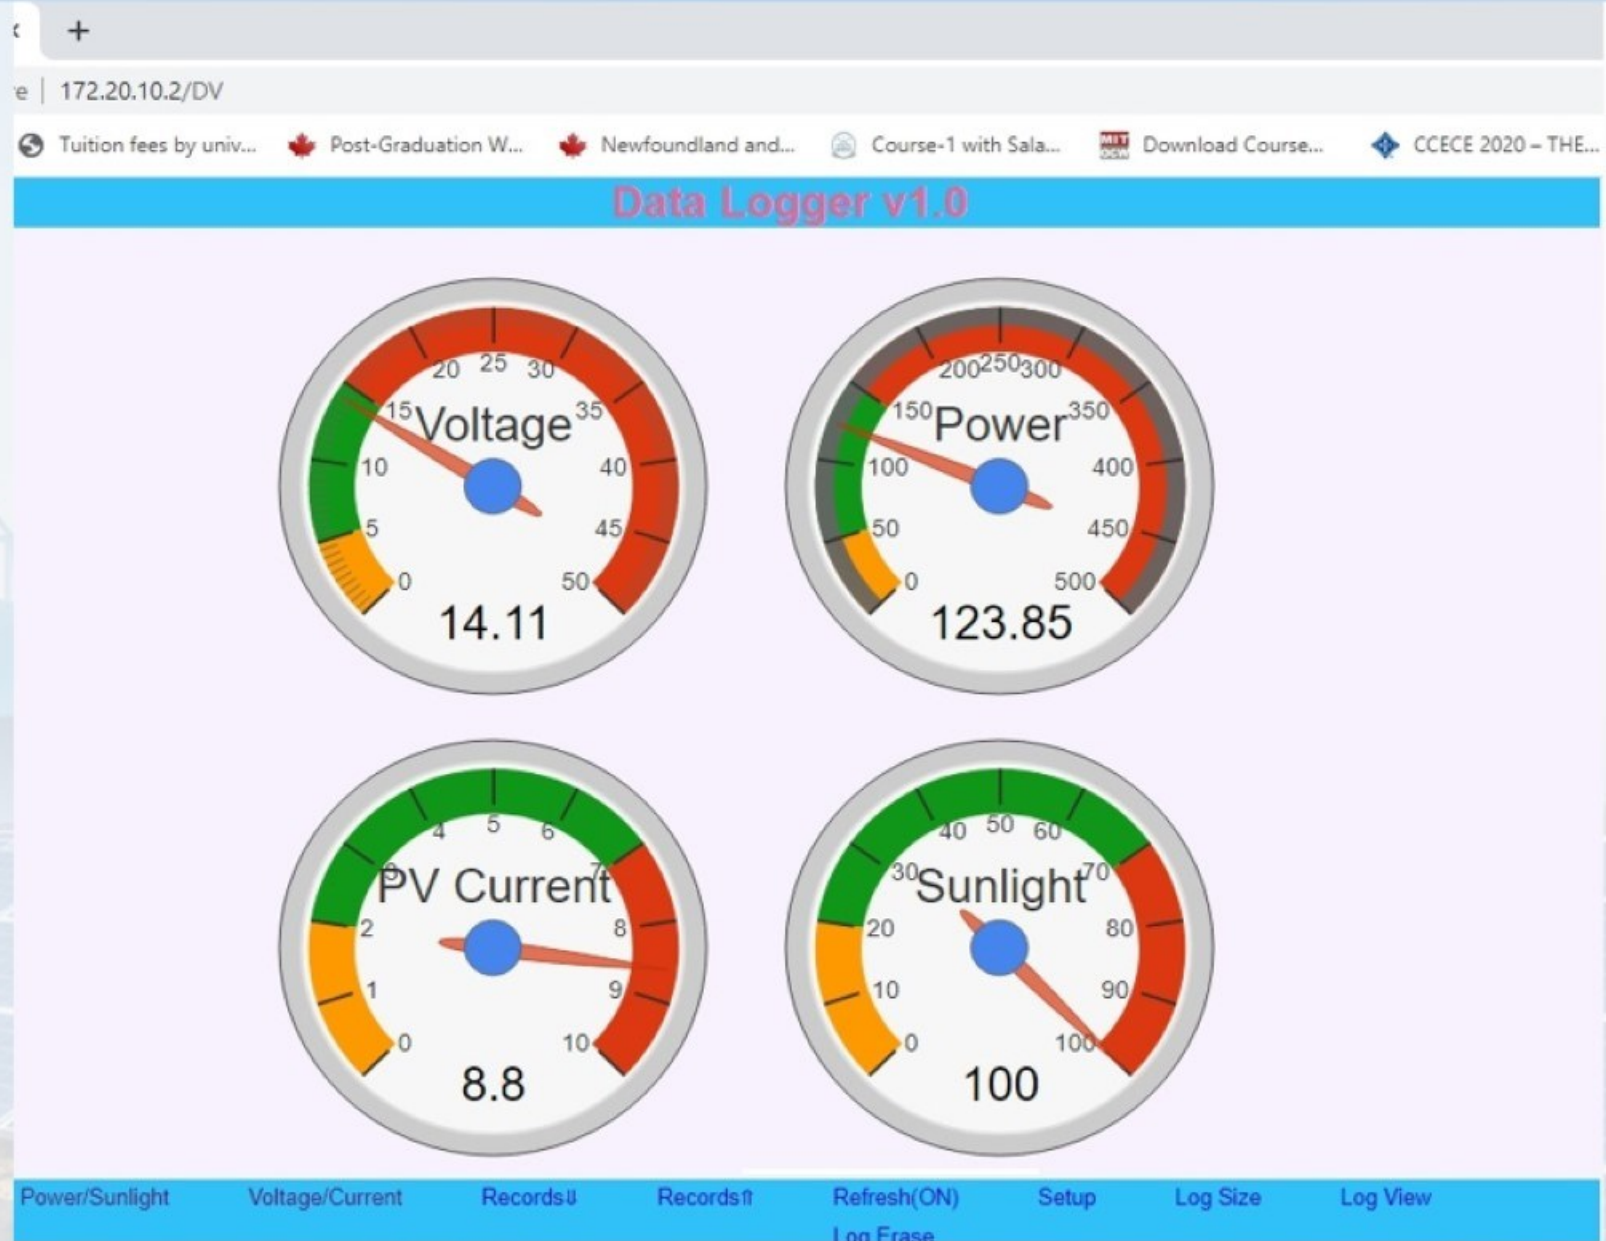 +
172.20.10.2/DV
Tuition fees by univ... Post-Graduation W... Newfoundland and... Course-1 with Sala... Download Course... CCECE 2020 – THE...
Data Logger v1.0
0 5 10 15 20 25 30 35 40 45 50
Voltage
14.11
0 50 100 150 200 250 300 350 400 450 500
Power
123.85
0 1 2 3 4 5 6 7 8 9 10
PV Current
8.8
0 10 20 30 40 50 60 70 80 90 100
Sunlight
100
Power/Sunlight Voltage/Current Records⇓ Records⇑ Refresh(ON) Setup Log Size Log View
Log Erase